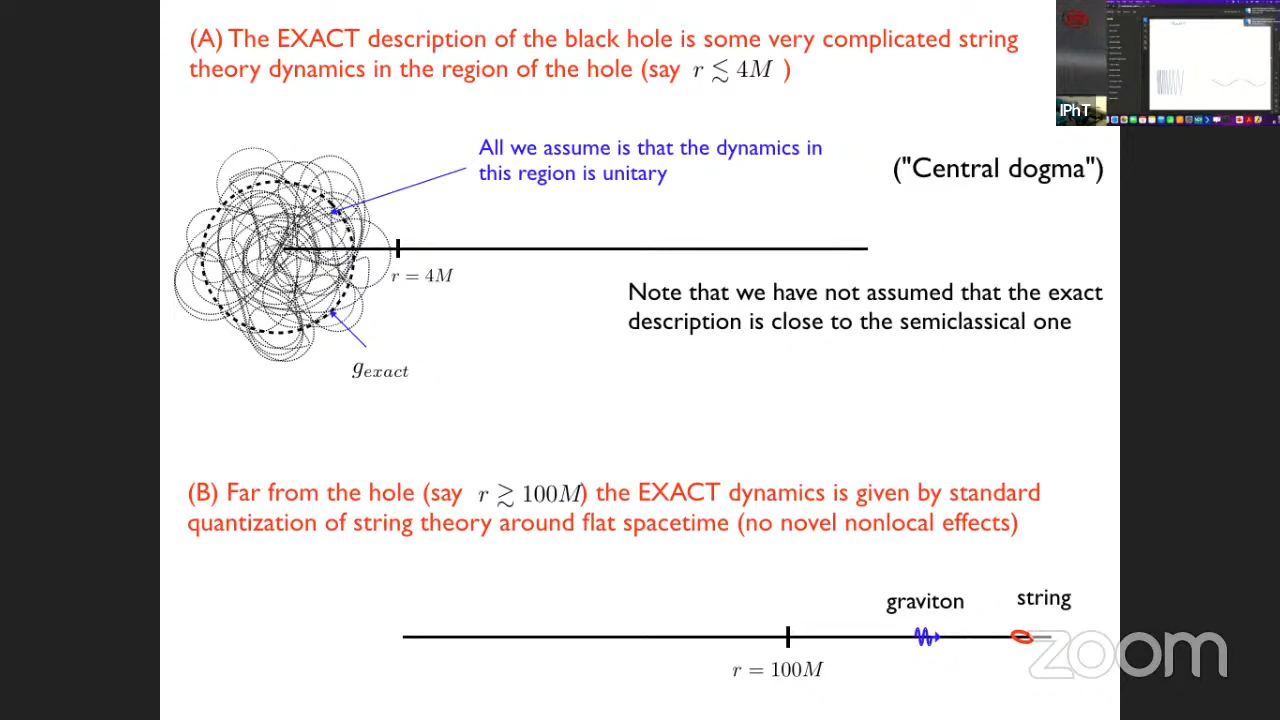 (A) The EXACT description of the black hole is some very complicated string
theory dynamics in the region of the hole (say r ≲ 4M )
IPhT
All we assume is that the dynamics in
this region is unitary
("Central dogma")
r = 4M
Note that we have not assumed that the exact
description is close to the semiclassical one
g_exact
(B) Far from the hole (say r ≳ 100M) the EXACT dynamics is given by standard
quantization of string theory around flat spacetime (no novel nonlocal effects)
graviton
string
r = 100M
zoom